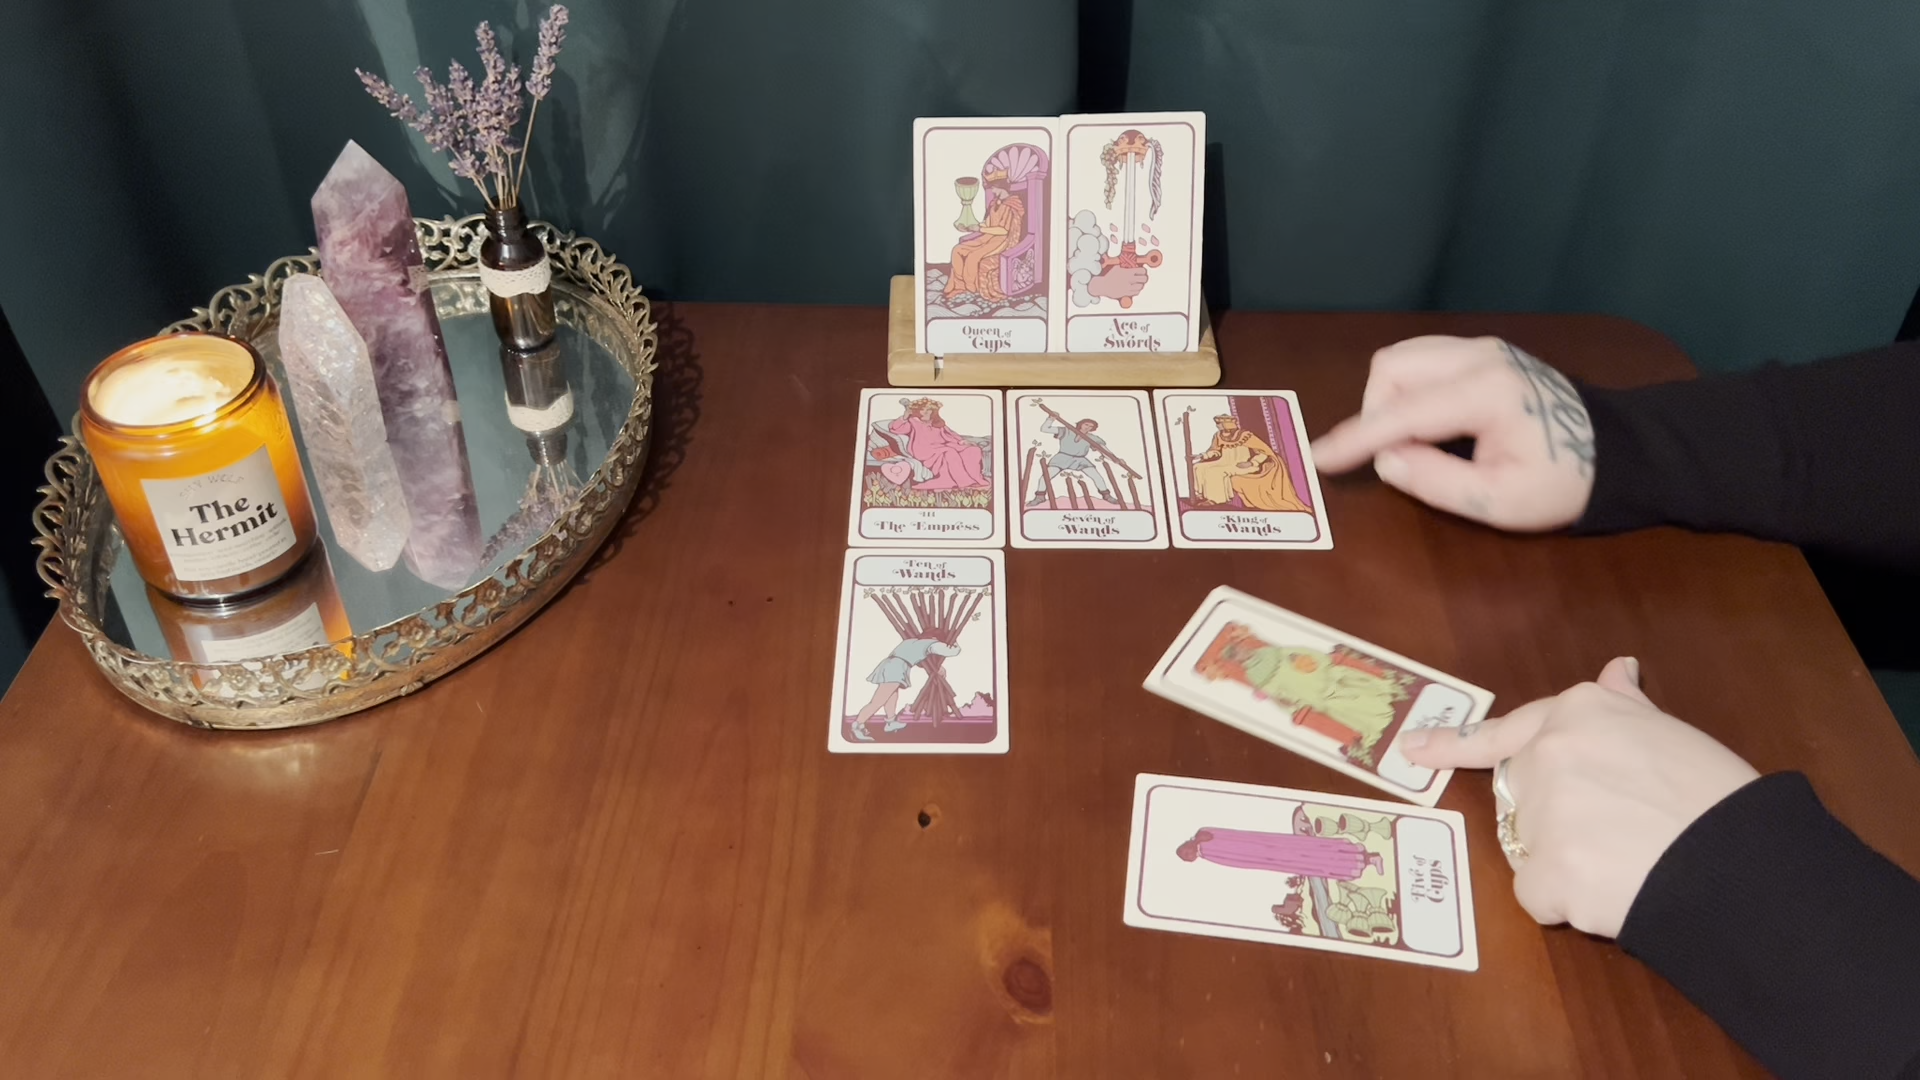 Queen of
Cups
Ace of
Swords
III
The Empress
Seven of
Wands
King of
Wands
The
Hermit
Ten of
Wands
Five of
Cups